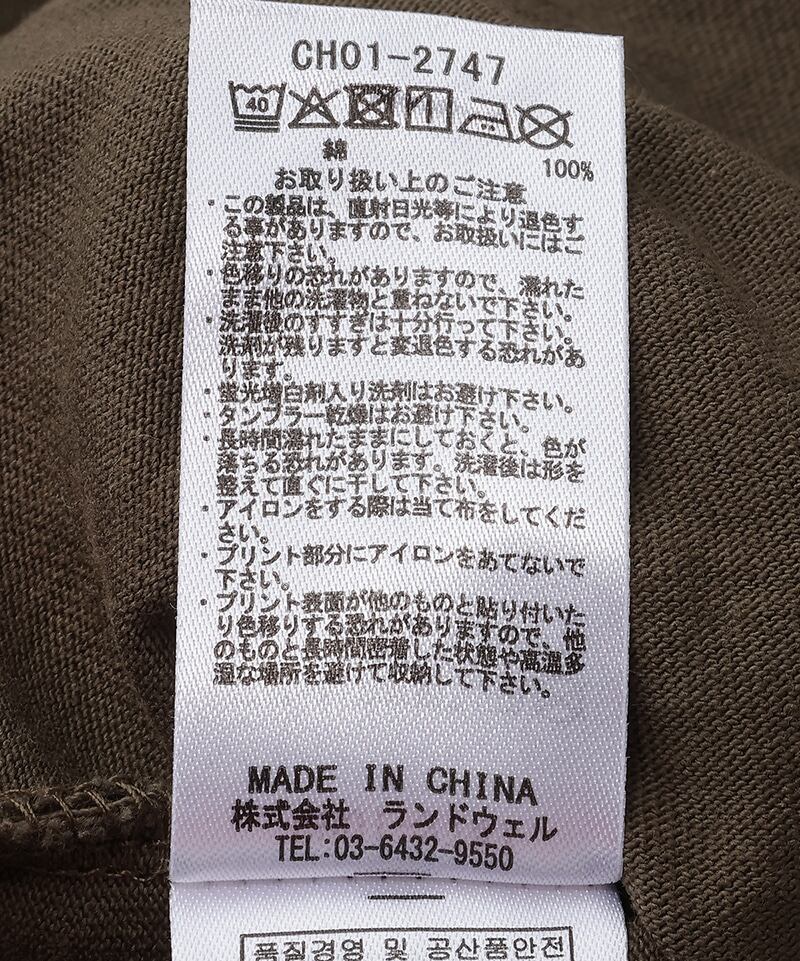 CH01-2747
40
綿 100%
お取り扱い上のご注意
・この製品は、直射日光等により退色す
る事がありますので、お取扱いにはご
注意下さい。
・色移りの恐れがありますので、濡れた
まま他の洗濯物と重ねないで下さい。
・洗濯後のすすぎは十分行って下さい。
洗剤が残りますと変退色する恐れがあ
ります。
・蛍光増白剤入り洗剤はお避け下さい。
・タンブラー乾燥はお避け下さい。
・長時間濡れたままにしておくと、色が
落ちる恐れがあります。洗濯後は形を
整えて直ぐに干して下さい。
・アイロンをする際は当て布をしてくだ
さい。
・プリント部分にアイロンをあてないで
下さい。
・プリント表面が他のものと貼り付いた
り色移りする恐れがありますので、他
のものと長時間密着した状態や高温多
湿な場所を避けて収納して下さい。
MADE IN CHINA
株式会社 ランドウェル
TEL:03-6432-9550
품질경영 및 공산품안전